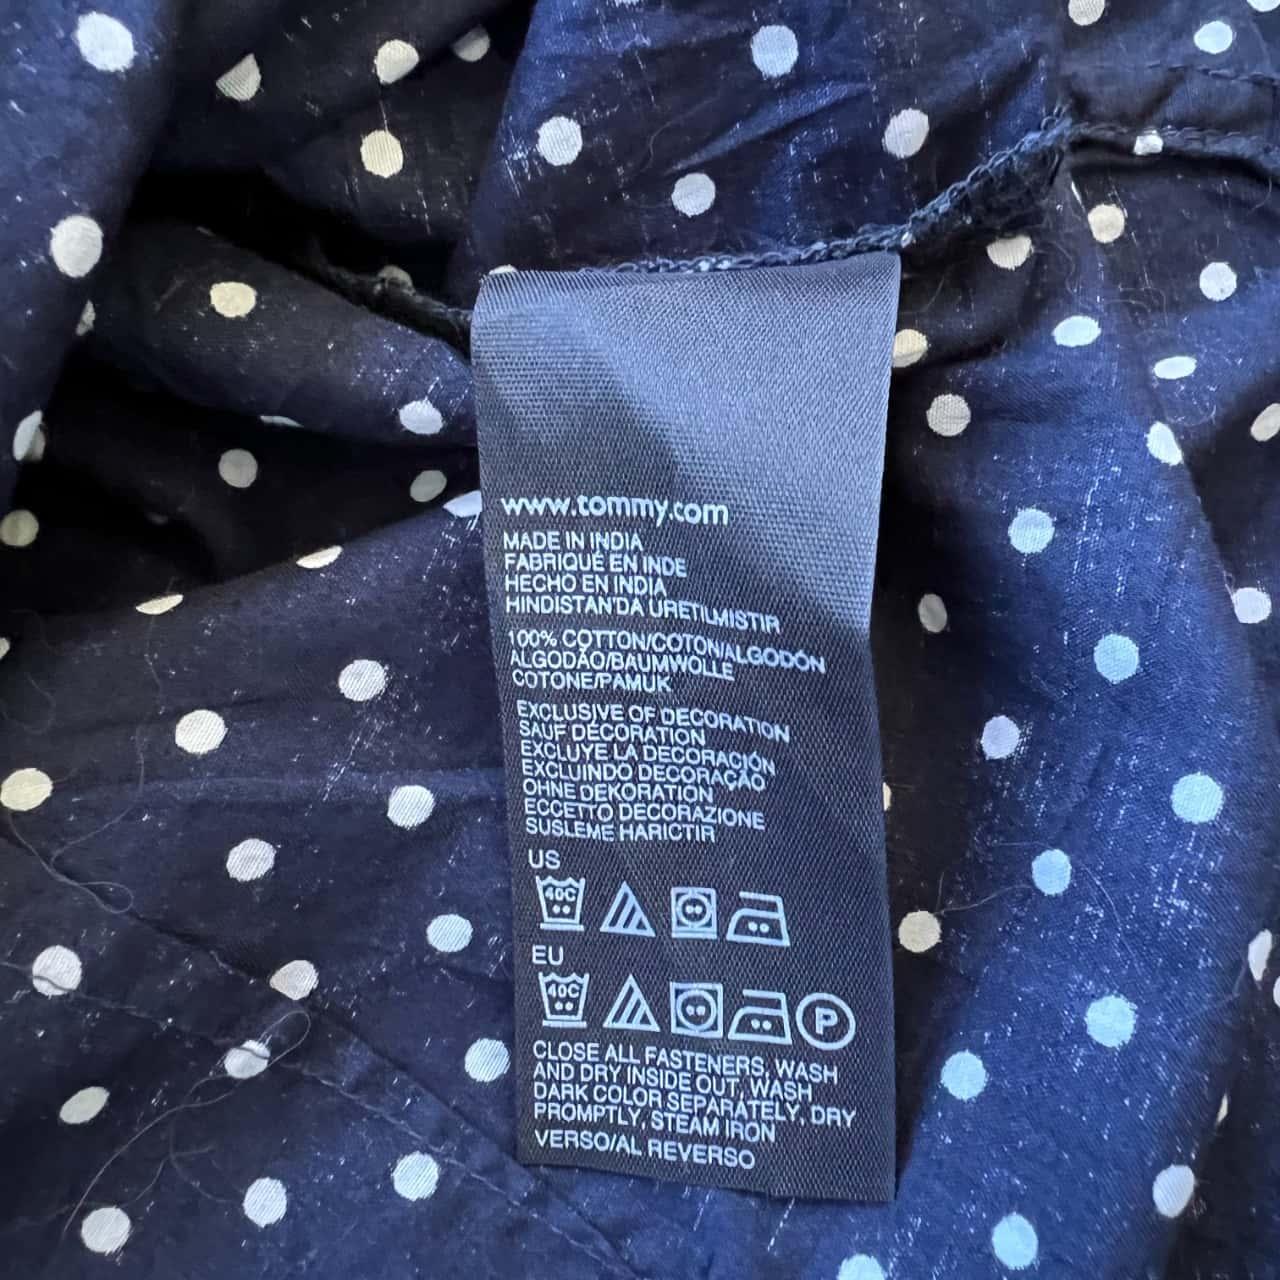 www.tommy.com
MADE IN INDIA
FABRIQUÉ EN INDE
HECHO EN INDIA
HINDISTAN'DA URETILMISTIR
100% COTTON/COTON/ALGODÓN
ALGODÃO/BAUMWOLLE
COTONE/PAMUK
EXCLUSIVE OF DECORATION
SAUF DÉCORATION
EXCLUYE LA DECORACIÓN
EXCLUINDO DECORAÇÃO
OHNE DEKORATION
ECCETTO DECORAZIONE
SUSLEME HARICTIR
US
40C
EU
40C P
CLOSE ALL FASTENERS, WASH
AND DRY INSIDE OUT, WASH
DARK COLOR SEPARATELY, DRY
PROMPTLY, STEAM IRON
VERSO/AL REVERSO